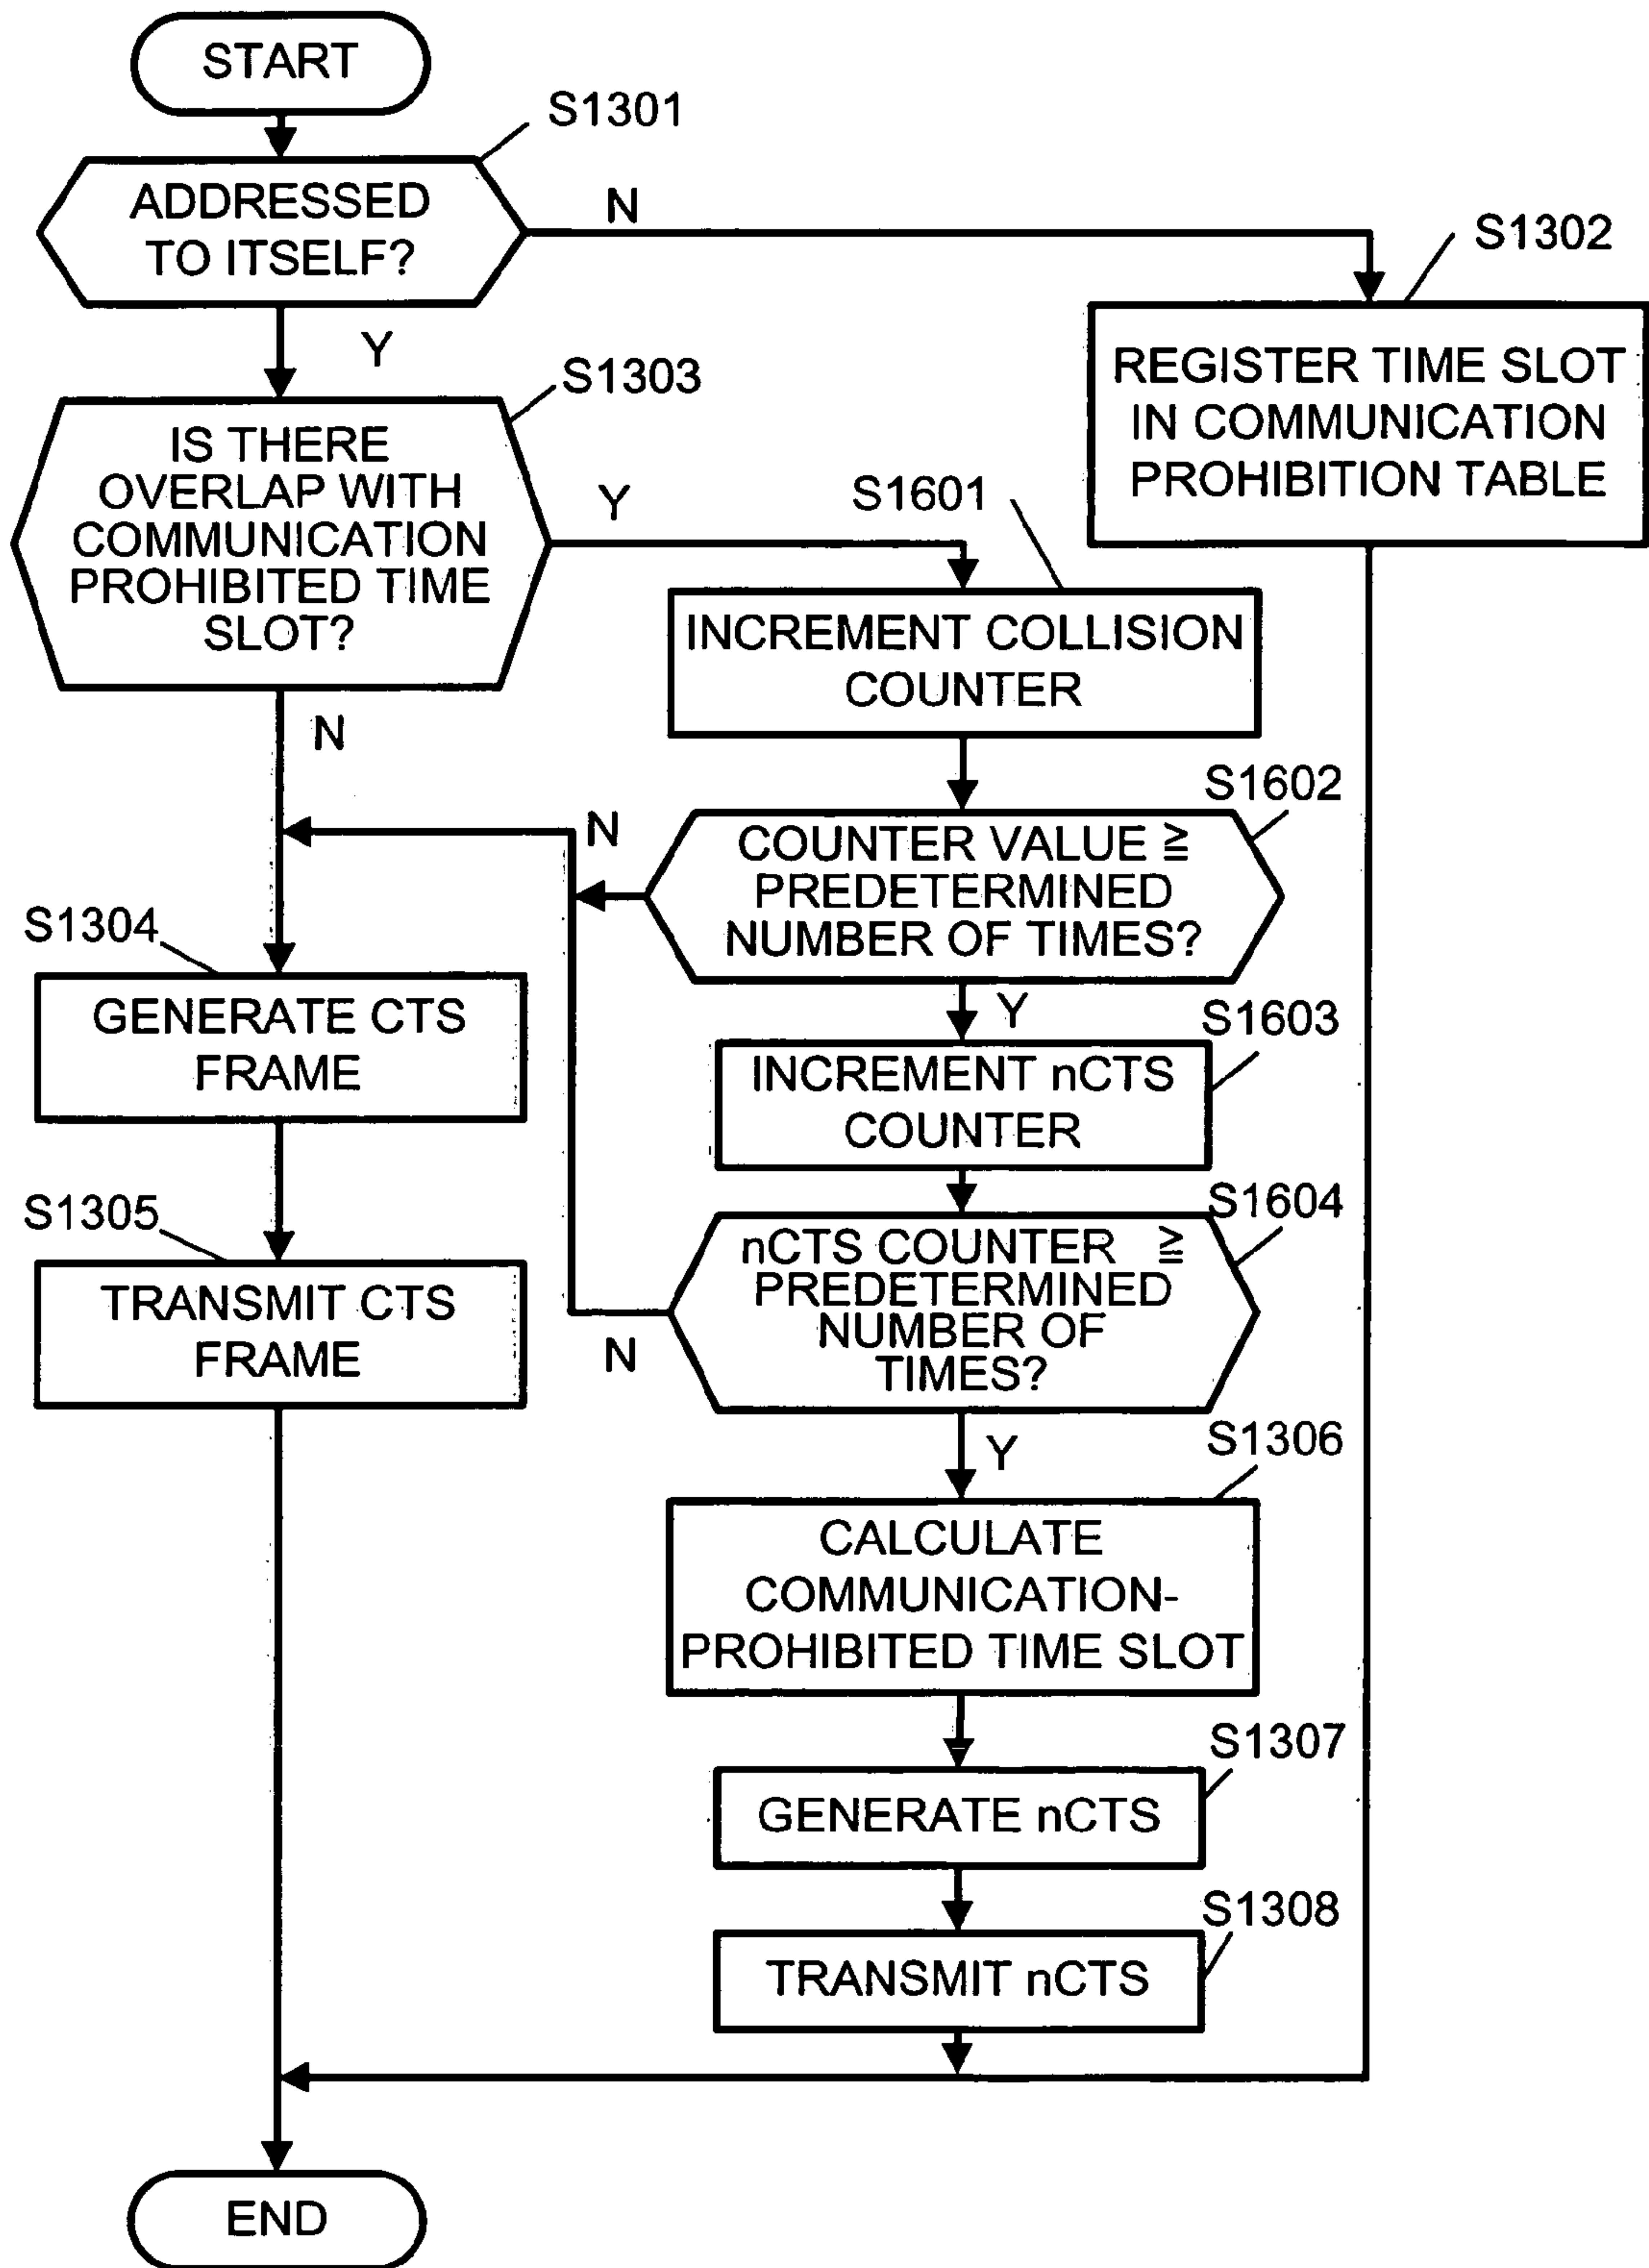 START
S1301
ADDRESSED
TO ITSELF?
N
S1302
REGISTER TIME SLOT
IN COMMUNICATION
PROHIBITION TABLE
Y
S1303
IS THERE
OVERLAP WITH
COMMUNICATION
PROHIBITED TIME
SLOT?
Y
S1601
INCREMENT COLLISION
COUNTER
N
S1602
COUNTER VALUE ≧
PREDETERMINED
NUMBER OF TIMES?
N
S1304
GENERATE CTS
FRAME
Y
S1603
INCREMENT nCTS
COUNTER
S1305
TRANSMIT CTS
FRAME
S1604
nCTS COUNTER ≧
PREDETERMINED
NUMBER OF
TIMES?
N
Y
S1306
CALCULATE
COMMUNICATION-
PROHIBITED TIME SLOT
S1307
GENERATE nCTS
S1308
TRANSMIT nCTS
END